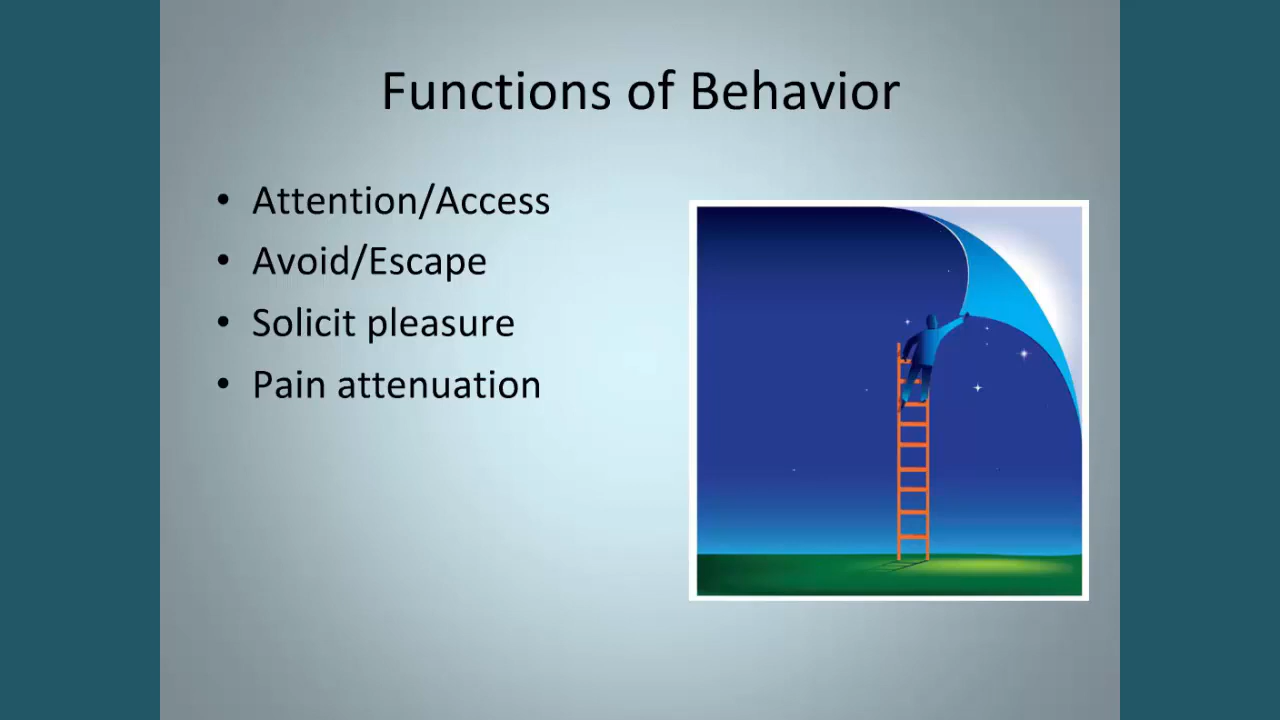 Functions of Behavior
• Attention/Access
• Avoid/Escape
• Solicit pleasure
• Pain attenuation